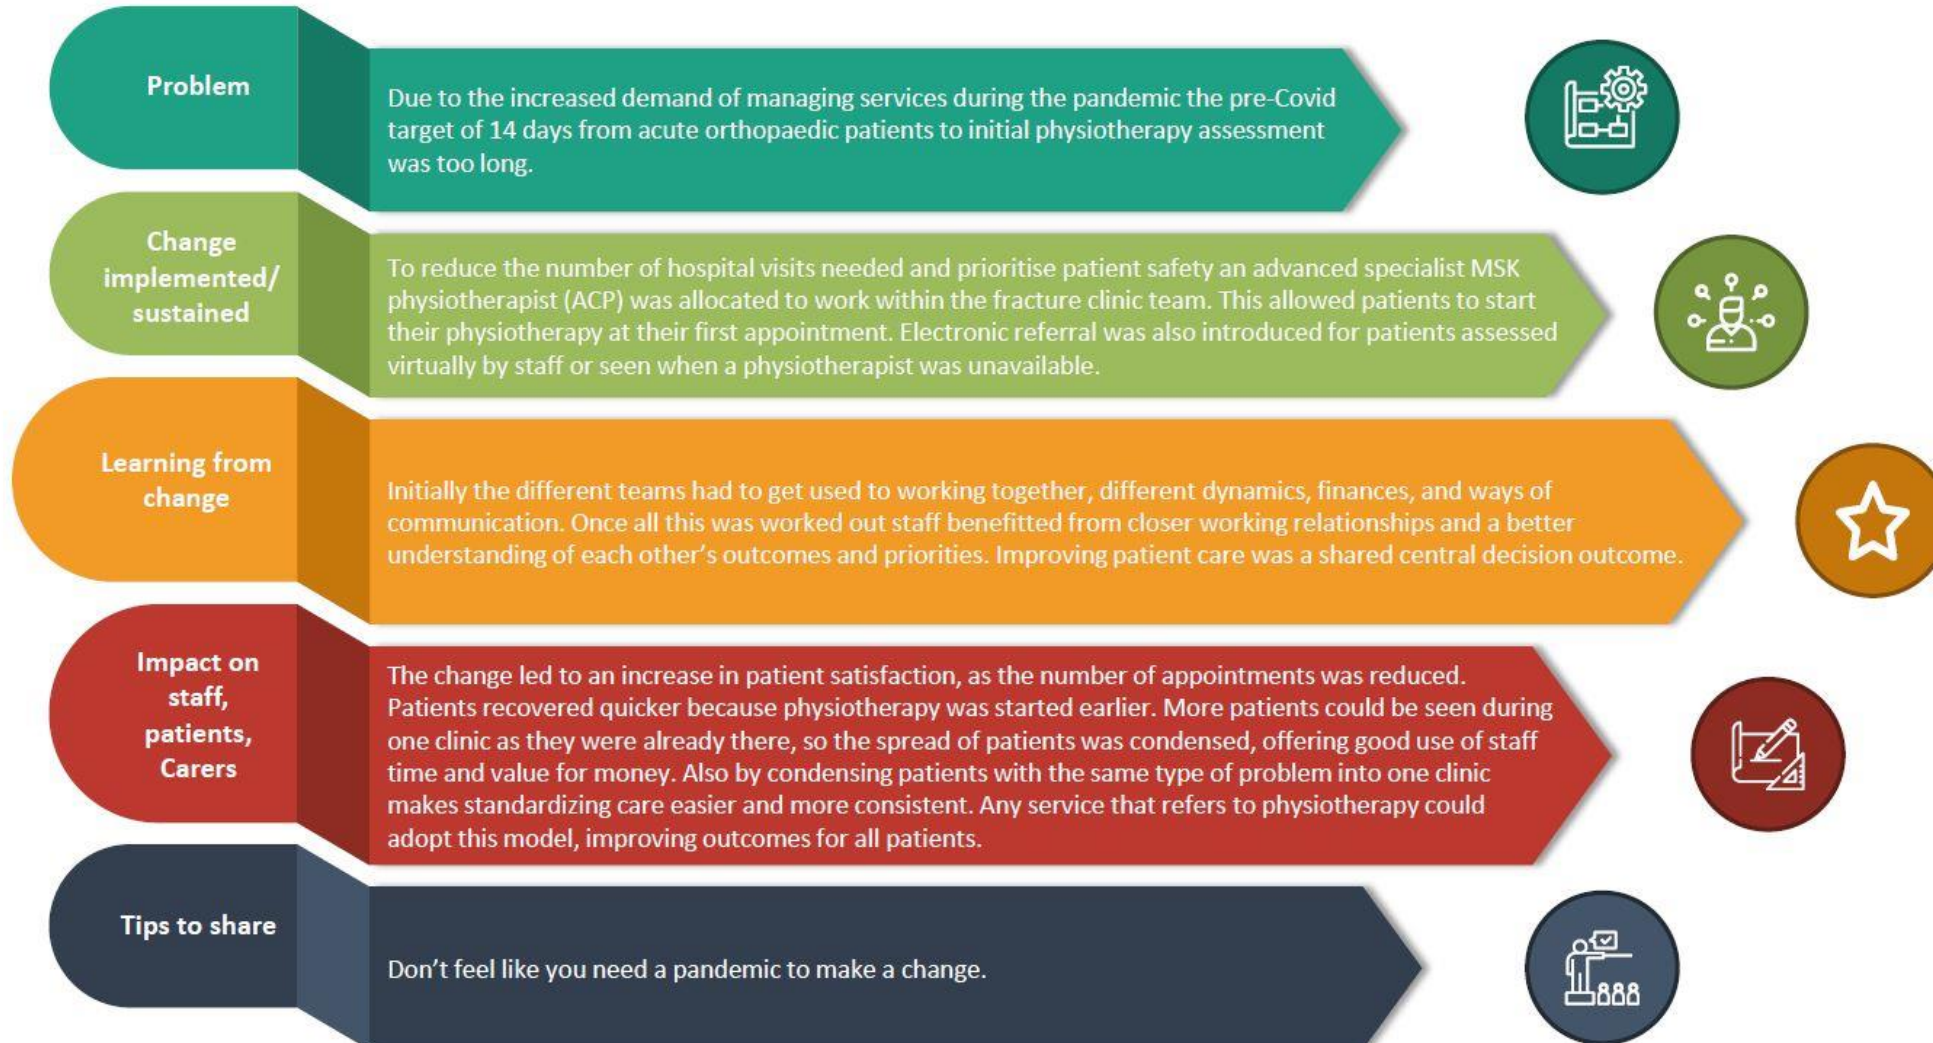 Problem
Due to the increased demand of managing services during the pandemic the pre-Covid
target of 14 days from acute orthopaedic patients to initial physiotherapy assessment
was too long.
Change
implemented/
sustained
To reduce the number of hospital visits needed and prioritise patient safety an advanced specialist MSK
physiotherapist (ACP) was allocated to work within the fracture clinic team. This allowed patients to start
their physiotherapy at their first appointment. Electronic referral was also introduced for patients assessed
virtually by staff or seen when a physiotherapist was unavailable.
Learning from
change
Initially the different teams had to get used to working together, different dynamics, finances, and ways of
communication. Once all this was worked out staff benefitted from closer working relationships and a better
understanding of each other’s outcomes and priorities. Improving patient care was a shared central decision outcome.
Impact on
staff,
patients,
Carers
The change led to an increase in patient satisfaction, as the number of appointments was reduced.
Patients recovered quicker because physiotherapy was started earlier. More patients could be seen during
one clinic as they were already there, so the spread of patients was condensed, offering good use of staff
time and value for money. Also by condensing patients with the same type of problem into one clinic
makes standardizing care easier and more consistent. Any service that refers to physiotherapy could
adopt this model, improving outcomes for all patients.
Tips to share
Don’t feel like you need a pandemic to make a change.